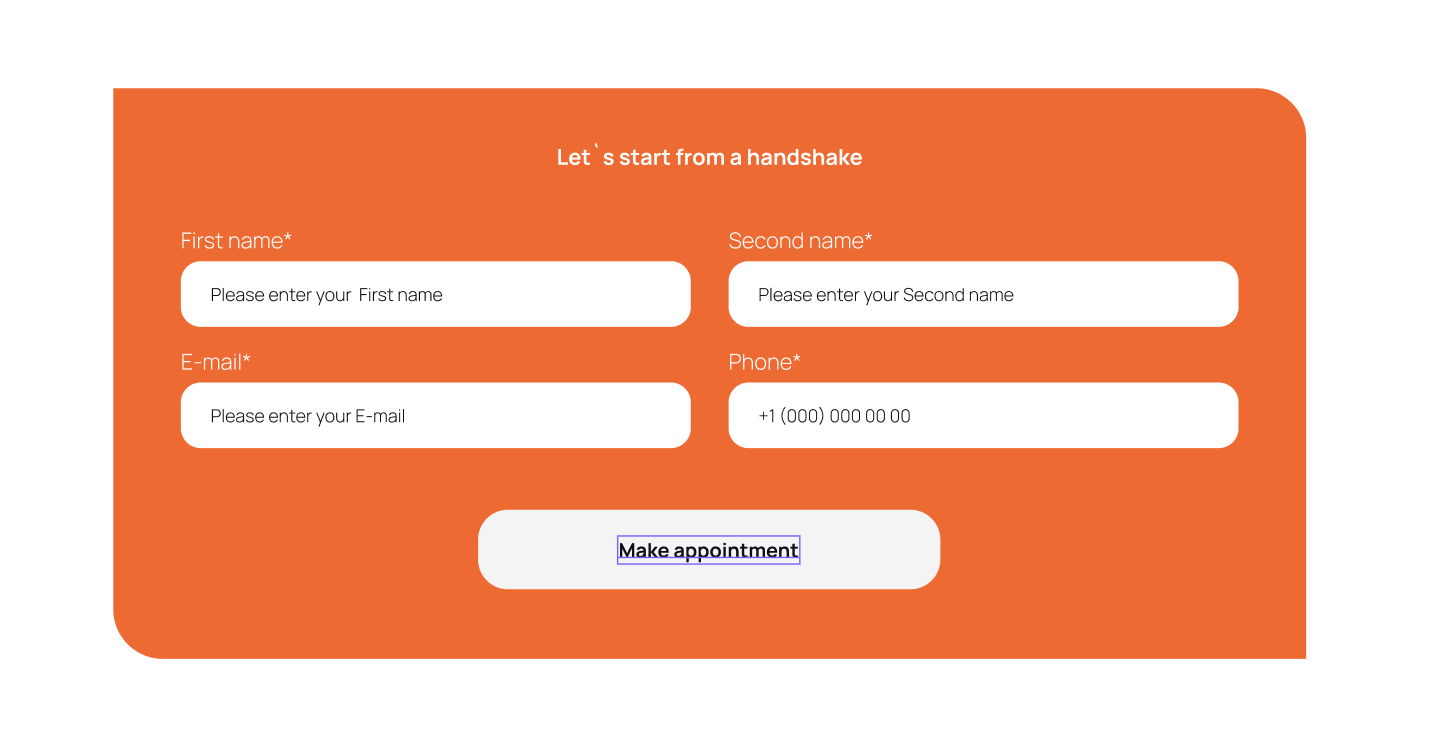 Let`s start from a handshake
First name*
Second name*
Please enter your  First name
Please enter your Second name
E-mail*
Phone*
Please enter your E-mail
+1 (000) 000 00 00
Make appointment